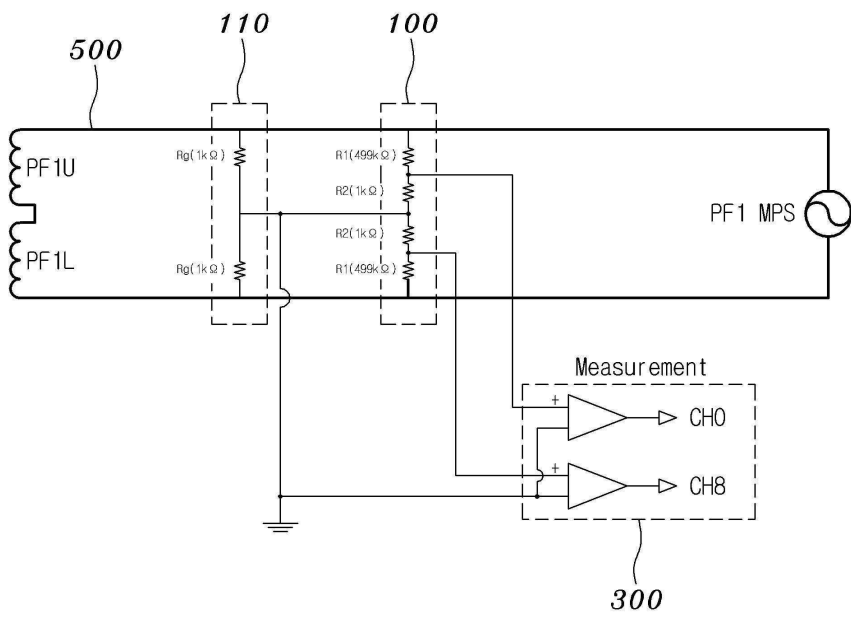 110
100
500
PF1U
Rg(1kΩ)
R1(499kΩ)
R2(1kΩ)
PF1 MPS
R2(1kΩ)
PF1L
Rg(1kΩ)
R1(499kΩ)
Measurement
+
CH0
+
CH8
300